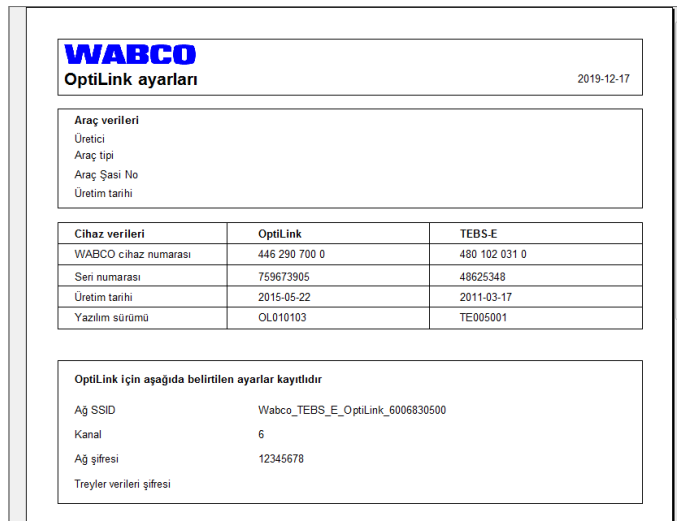 WABCO
OptiLink ayarları 2019-12-17
Araç verileri
Üretici
Araç tipi
Araç Şasi No
Üretim tarihi
Cihaz verileri OptiLink TEBS-E
WABCO cihaz numarası 446 290 700 0 480 102 031 0
Seri numarası 759673905 48625348
Üretim tarihi 2015-05-22 2011-03-17
Yazılım sürümü OL010103 TE005001
OptiLink için aşağıda belirtilen ayarlar kayıtlıdır
Ağ SSID Wabco_TEBS_E_OptiLink_6006830500
Kanal 6
Ağ şifresi 12345678
Treyler verileri şifresi